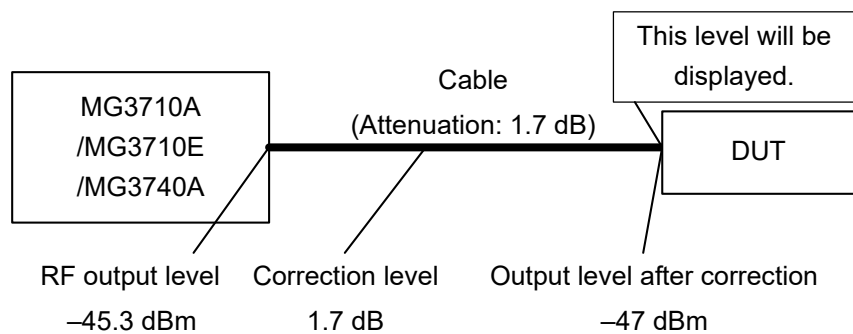 This level will be
displayed.
Cable
(Attenuation: 1.7 dB)
MG3710A
/MG3710E
/MG3740A
DUT
RF output level
–45.3 dBm
Correction level
1.7 dB
Output level after correction
–47 dBm